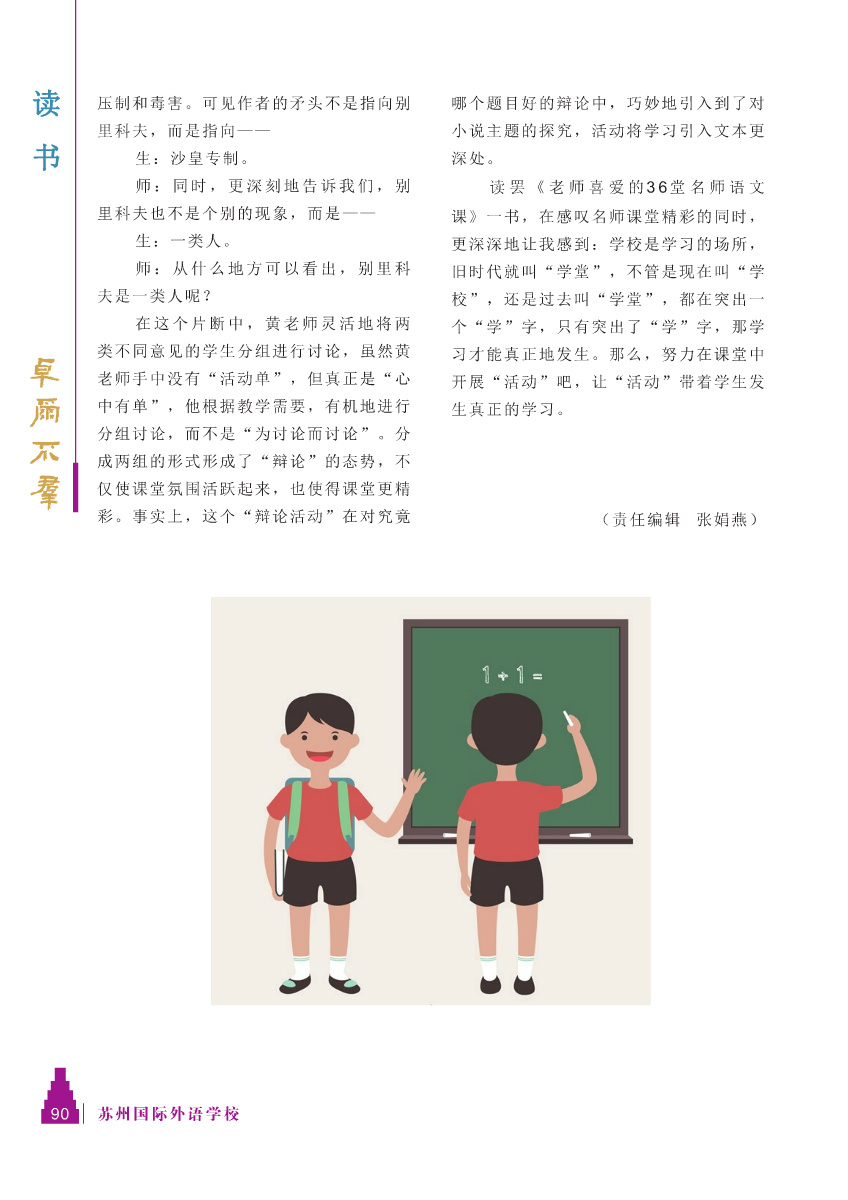 读
书
卓尔不群
压制和毒害。可见作者的矛头不是指向别
里科夫，而是指向——
生：沙皇专制。
师：同时，更深刻地告诉我们，别
里科夫也不是个别的现象，而是——
生：一类人。
师：从什么地方可以看出，别里科
夫是一类人呢？
在这个片断中，黄老师灵活地将两
类不同意见的学生分组进行讨论，虽然黄
老师手中没有“活动单”，但真正是“心
中有单”，他根据教学需要，有机地进行
分组讨论，而不是“为讨论而讨论”。分
成两组的形式形成了“辩论”的态势，不
仅使课堂氛围活跃起来，也使得课堂更精
彩。事实上，这个“辩论活动”在对究竟
哪个题目好的辩论中，巧妙地引入到了对
小说主题的探究，活动将学习引入文本更
深处。
读罢《老师喜爱的36堂名师语文
课》一书，在感叹名师课堂精彩的同时，
更深深地让我感到：学校是学习的场所，
旧时代就叫“学堂”，不管是现在叫“学
校”，还是过去叫“学堂”，都在突出一
个“学”字，只有突出了“学”字，那学
习才能真正地发生。那么，努力在课堂中
开展“活动”吧，让“活动”带着学生发
生真正的学习。
（责任编辑　张娟燕）
1+1=
90
苏州国际外语学校